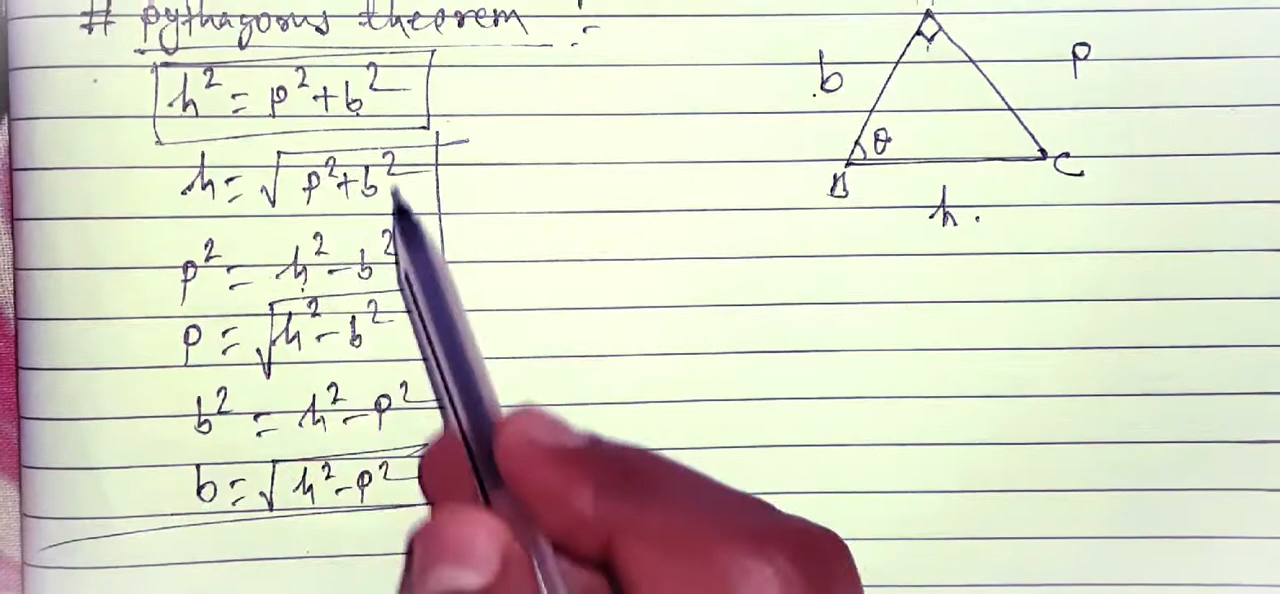 # pythagorus theorem :-
h² = p² + b²
h = √p²+b²
p² = h² - b²
p = √h² - b²
b² = h² - p²
b = √h² - p²
b
p
θ
B
C
h.